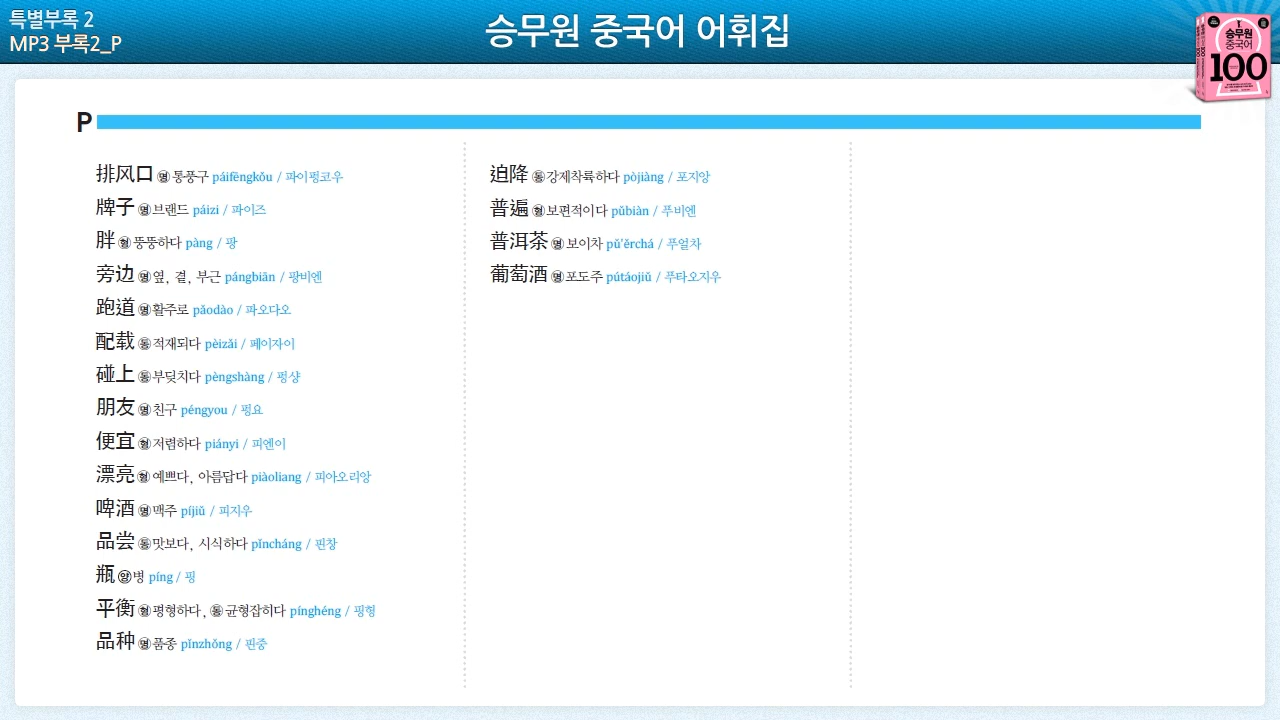 특별부록 2
MP3 부록2_P
승무원 중국어 어휘집
승무원
중국어
100
P
排风口 명 통풍구 páifēngkǒu / 파이펑코우
牌子 명 브랜드 páizi / 파이즈
胖 형 뚱뚱하다 pàng / 팡
旁边 명 옆, 곁, 부근 pángbiān / 팡비엔
跑道 명 활주로 pǎodào / 파오다오
配载 동 적재되다 pèizǎi / 페이자이
碰上 동 부딪치다 pèngshàng / 펑샹
朋友 명 친구 péngyou / 펑요
便宜 형 저렴하다 piányi / 피엔이
漂亮 형 예쁘다, 아름답다 piàoliang / 피아오리앙
啤酒 명 맥주 píjiǔ / 피지우
品尝 동 맛보다, 시식하다 pǐncháng / 핀창
瓶 양 병 píng / 핑
平衡 형 평형하다, 동 균형잡히다 pínghéng / 핑헝
品种 명 품종 pǐnzhǒng / 핀중
迫降 동 강제착륙하다 pòjiàng / 포지앙
普遍 형 보편적이다 pǔbiàn / 푸비엔
普洱茶 명 보이차 pǔ'ěrchá / 푸얼차
葡萄酒 명 포도주 pútáojiǔ / 푸타오지우